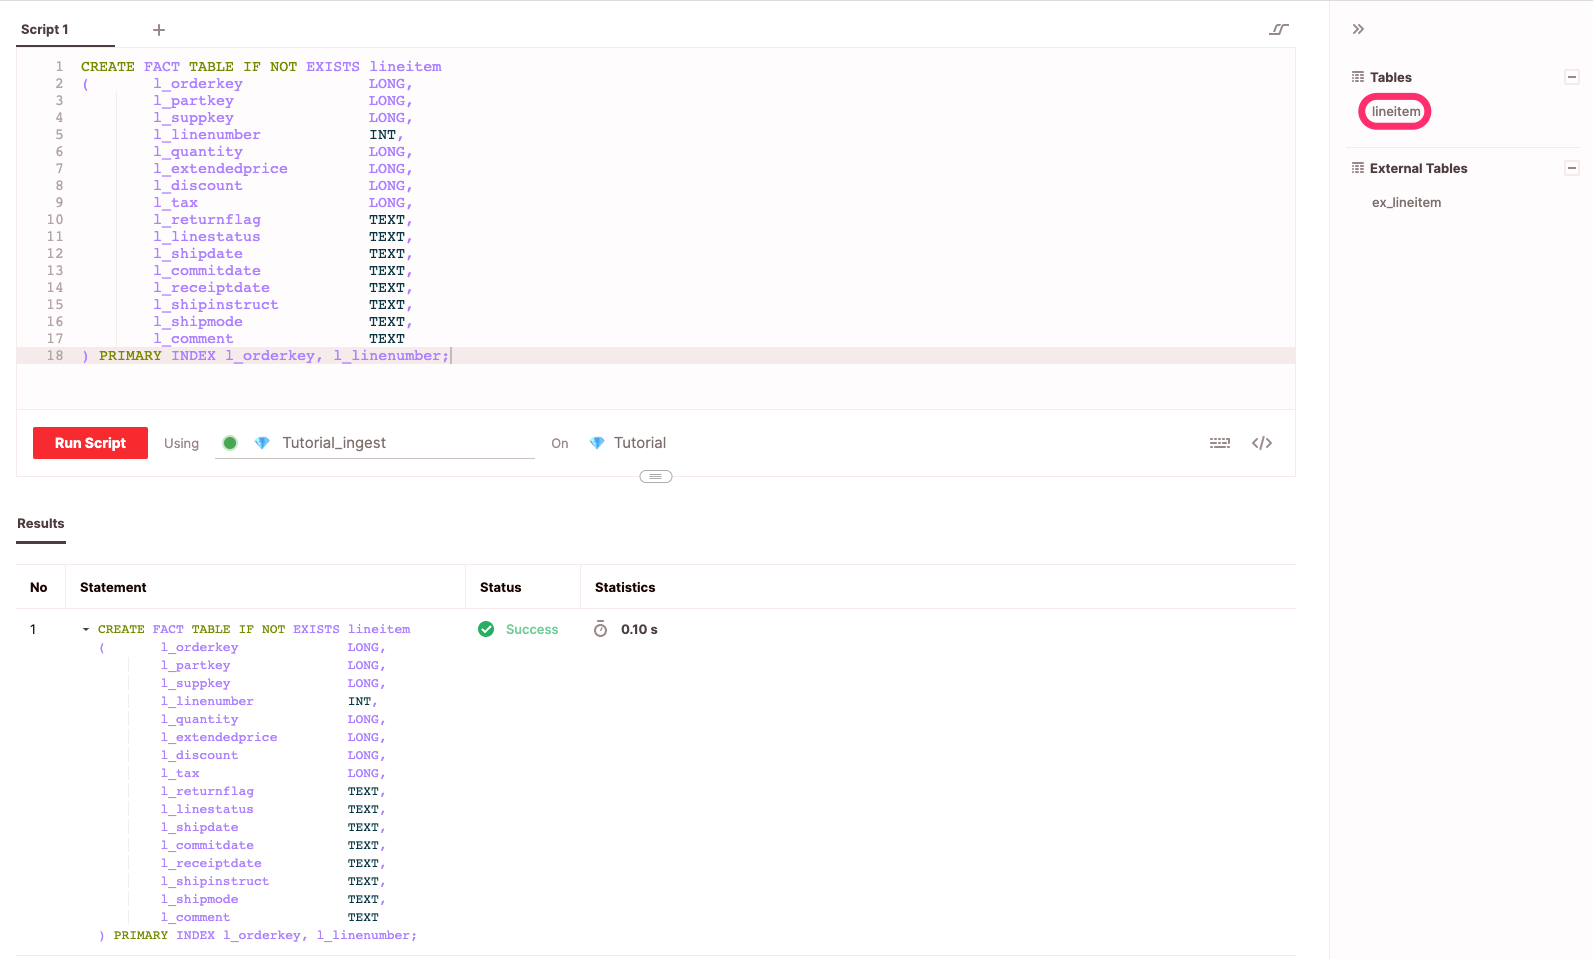 Script 1
1 CREATE FACT TABLE IF NOT EXISTS lineitem
2 ( l_orderkey LONG,
3 l_partkey LONG,
4 l_suppkey LONG,
5 l_linenumber INT,
6 l_quantity LONG,
7 l_extendedprice LONG,
8 l_discount LONG,
9 l_tax LONG,
10 l_returnflag TEXT,
11 l_linestatus TEXT,
12 l_shipdate TEXT,
13 l_commitdate TEXT,
14 l_receiptdate TEXT,
15 l_shipinstruct TEXT,
16 l_shipmode TEXT,
17 l_comment TEXT
18 ) PRIMARY INDEX l_orderkey, l_linenumber;
Run Script Using Tutorial_ingest On Tutorial
Results
No Statement Status Statistics
1 CREATE FACT TABLE IF NOT EXISTS lineitem Success 0.10 s
( l_orderkey LONG,
l_partkey LONG,
l_suppkey LONG,
l_linenumber INT,
l_quantity LONG,
l_extendedprice LONG,
l_discount LONG,
l_tax LONG,
l_returnflag TEXT,
l_linestatus TEXT,
l_shipdate TEXT,
l_commitdate TEXT,
l_receiptdate TEXT,
l_shipinstruct TEXT,
l_shipmode TEXT,
l_comment TEXT
) PRIMARY INDEX l_orderkey, l_linenumber;
Tables
lineitem
External Tables
ex_lineitem